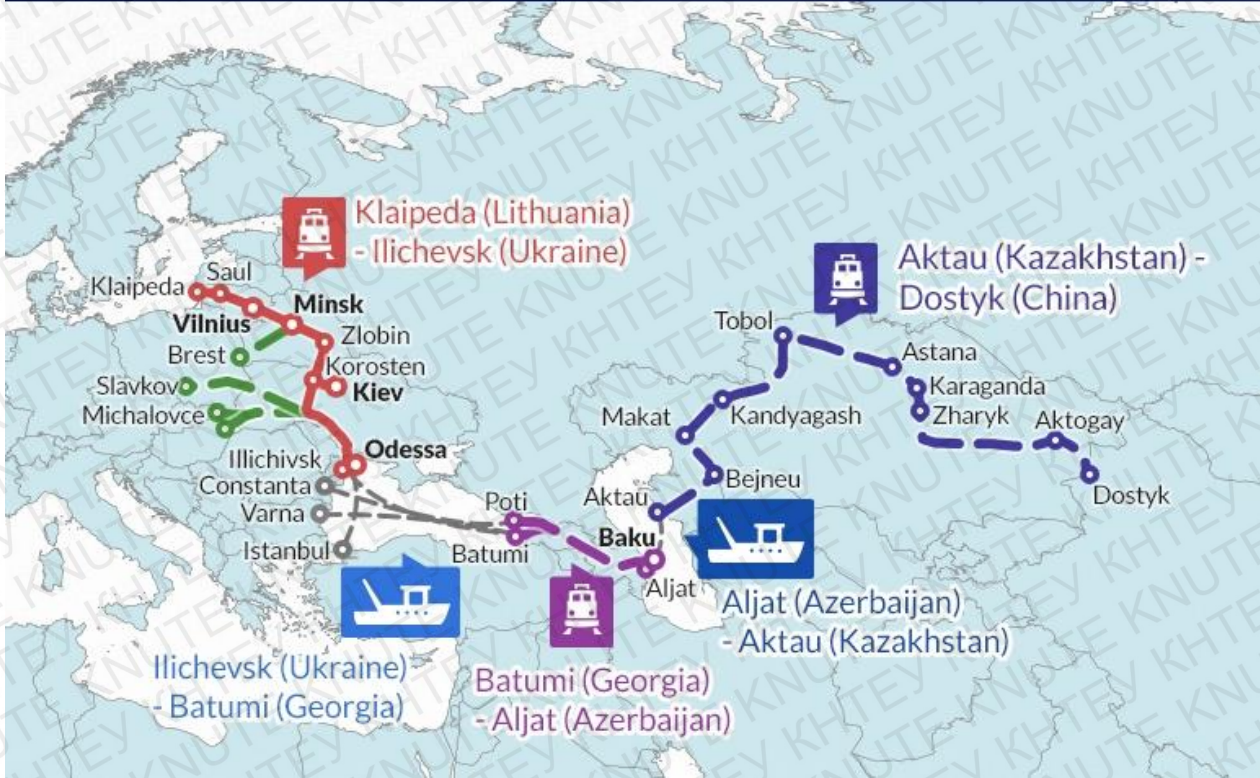 Klaipeda (Lithuania)
- Ilichevsk (Ukraine)
Aktau (Kazakhstan) -
Dostyk (China)
Klaipeda
Saul
Vilnius
Minsk
Zlobin
Brest
Korosten
Slavkov
Kiev
Michalovce
Odessa
Illichivsk
Constanta
Varna
Istanbul
Poti
Batumi
Baku
Aljat
Aktau
Bejneu
Makat
Kandyagash
Tobol
Astana
Karaganda
Zharyk
Aktogay
Dostyk
Ilichevsk (Ukraine)
- Batumi (Georgia)
Batumi (Georgia)
- Aljat (Azerbaijan)
Aljat (Azerbaijan)
- Aktau (Kazakhstan)
KNUTE КНТЕУ